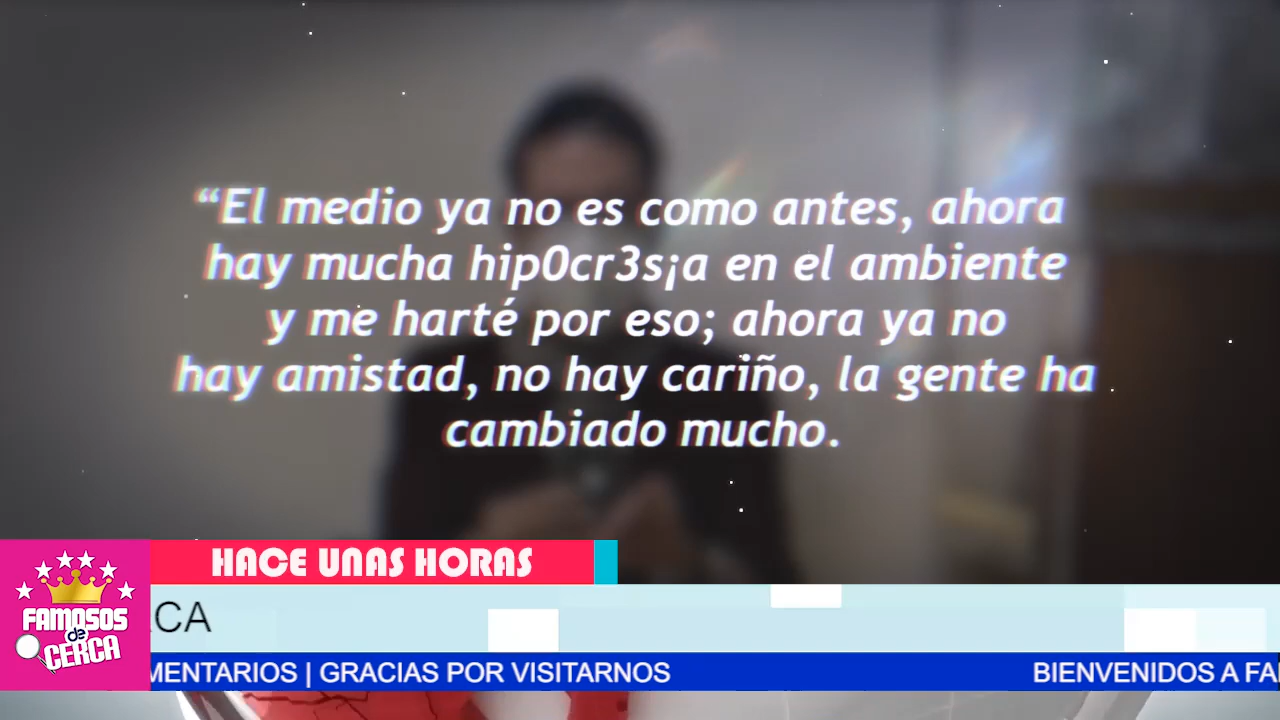 “El medio ya no es como antes, ahora
hay mucha hip0cr3s¡a en el ambiente
y me harté por eso; ahora ya no
hay amistad, no hay cariño, la gente ha
cambiado mucho.
HACE UNAS HORAS
FAMOSOS
de
CERCA
CA
MENTARIOS | GRACIAS POR VISITARNOS
BIENVENIDOS A FA